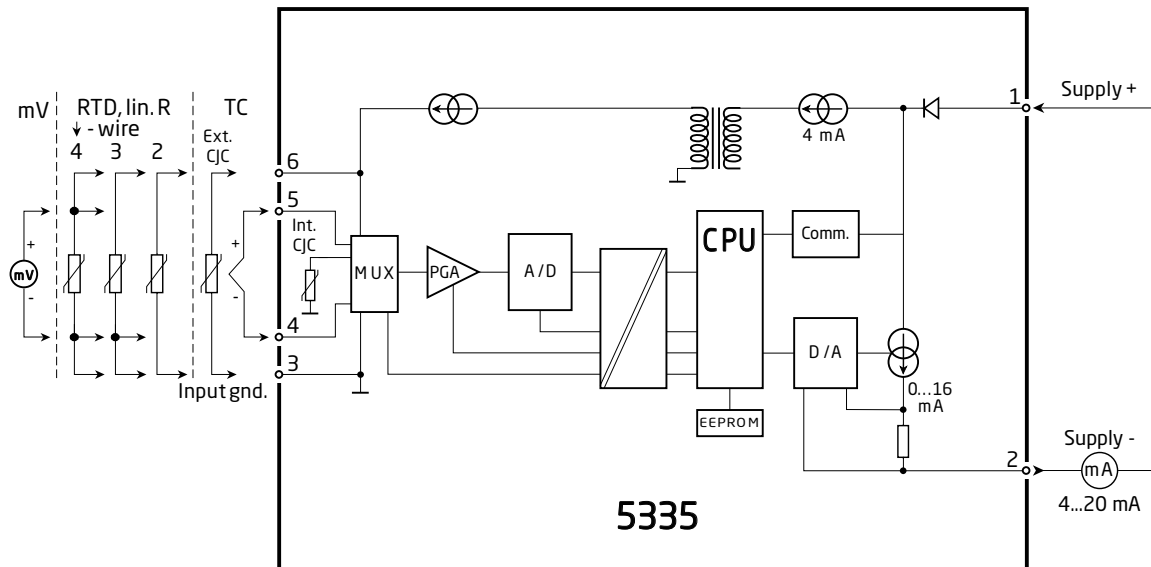 mV
RTD, lin. R
- wire
4 3 2
TC
Ext.
CJC
+
-
mV
+
-
Input gnd.
6
5
4
3
Int.
CJC
MUX
PGA
A/D
CPU
Comm.
D/A
EEPROM
4 mA
0...16
mA
1
Supply +
2
Supply -
mA
4...20 mA
5335